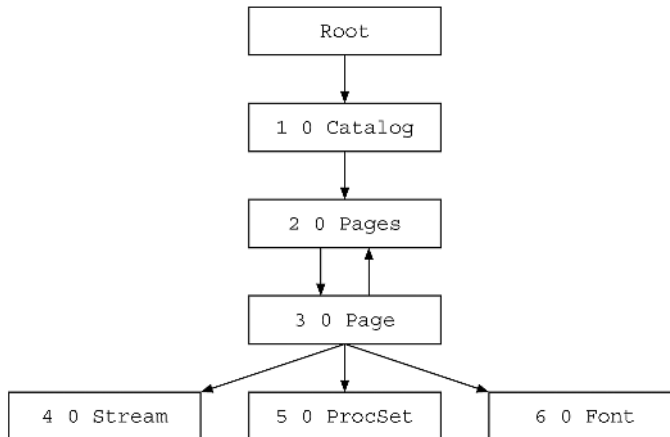 Root
1 0 Catalog
2 0 Pages
3 0 Page
4 0 Stream
5 0 ProcSet
6 0 Font